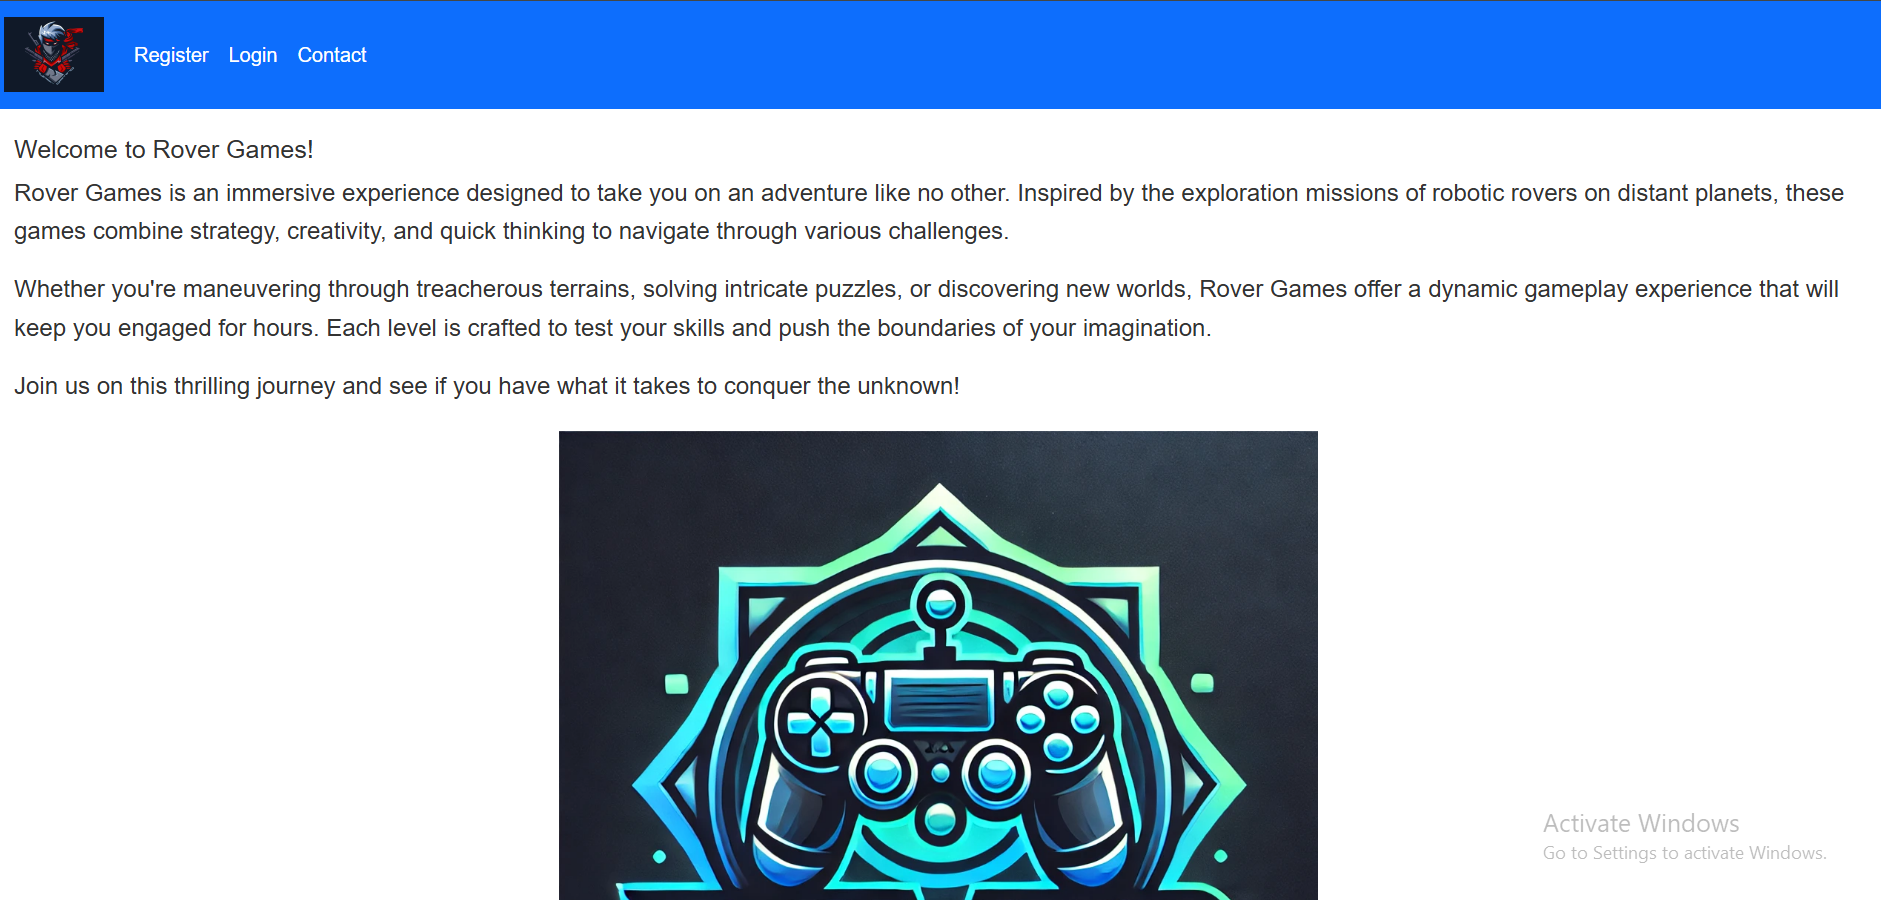 Register Login Contact
Welcome to Rover Games!
Rover Games is an immersive experience designed to take you on an adventure like no other. Inspired by the exploration missions of robotic rovers on distant planets, these
games combine strategy, creativity, and quick thinking to navigate through various challenges.
Whether you're maneuvering through treacherous terrains, solving intricate puzzles, or discovering new worlds, Rover Games offer a dynamic gameplay experience that will
keep you engaged for hours. Each level is crafted to test your skills and push the boundaries of your imagination.
Join us on this thrilling journey and see if you have what it takes to conquer the unknown!
Activate Windows
Go to Settings to activate Windows.